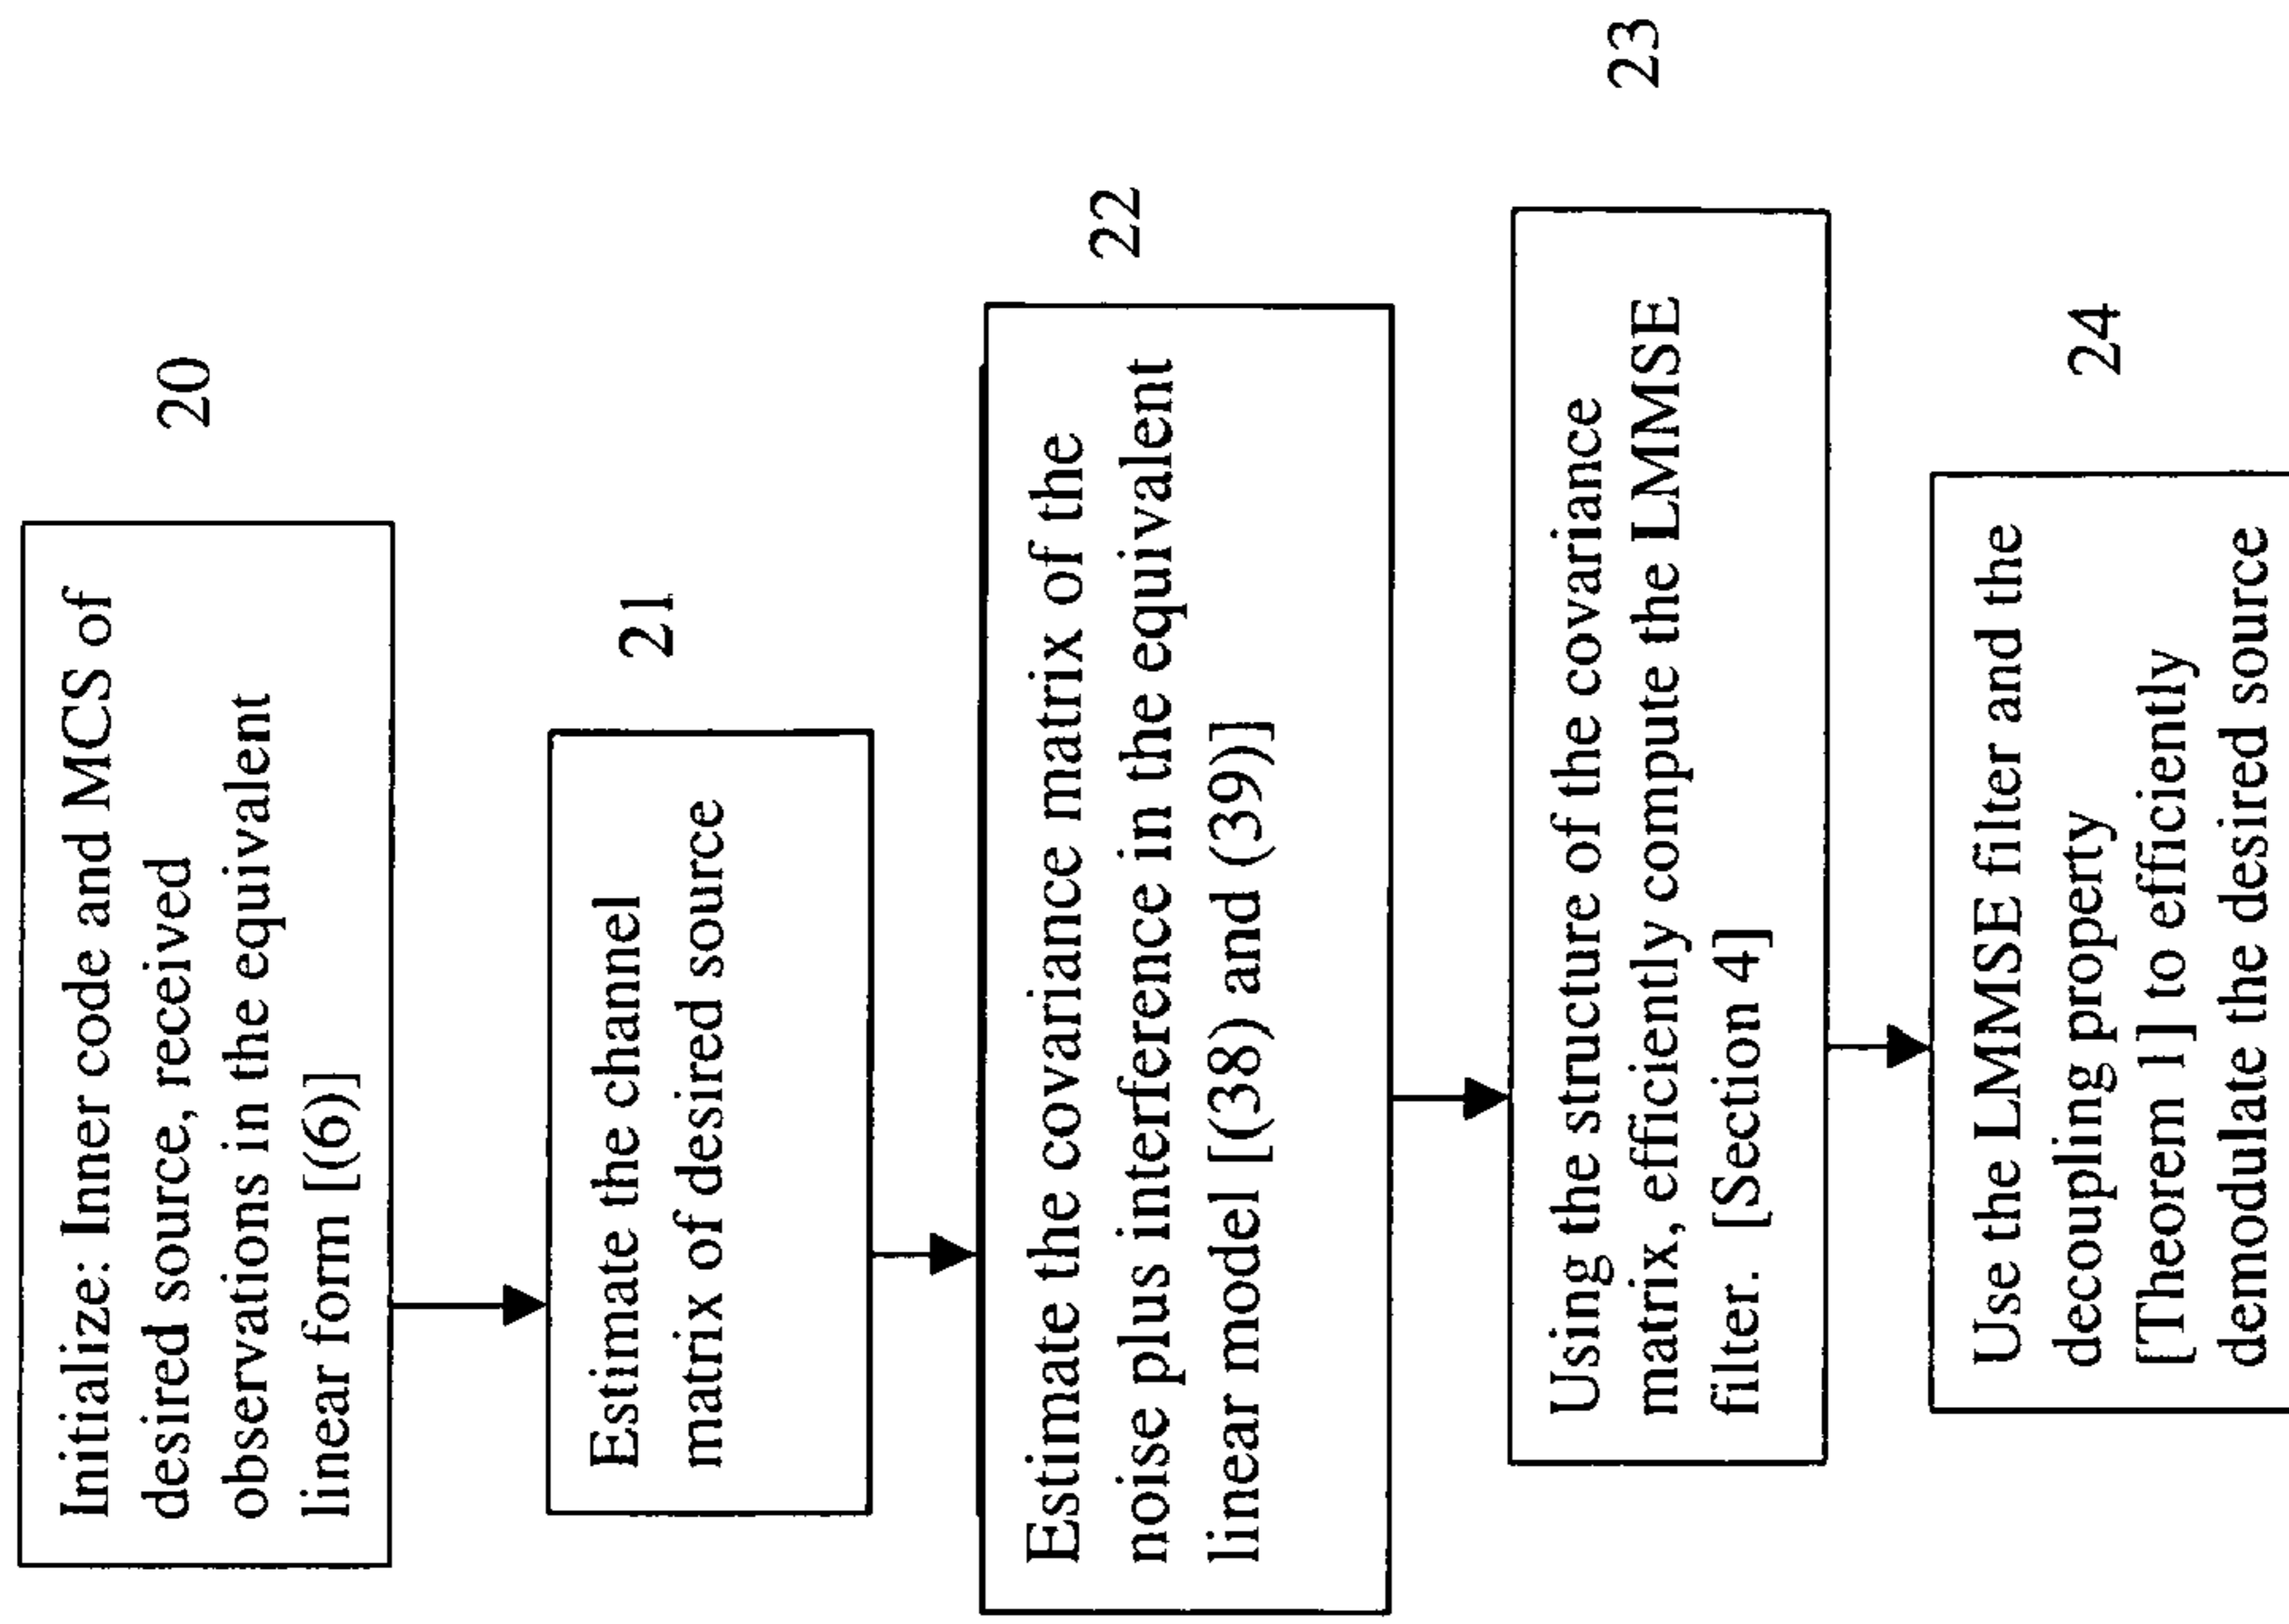 Initialize: Inner code and MCS of
desired source, received
observations in the equivalent
linear form [(6)]
20
Estimate the channel
matrix of desired source
21
Estimate the covariance matrix of the
noise plus interference in the equivalent
linear model [(38) and (39)]
22
Using the structure of the covariance
matrix, efficiently compute the LMMSE
filter. [Section 4]
23
Use the LMMSE filter and the
decoupling property
[Theorem 1] to efficiently
demodulate the desired source
24